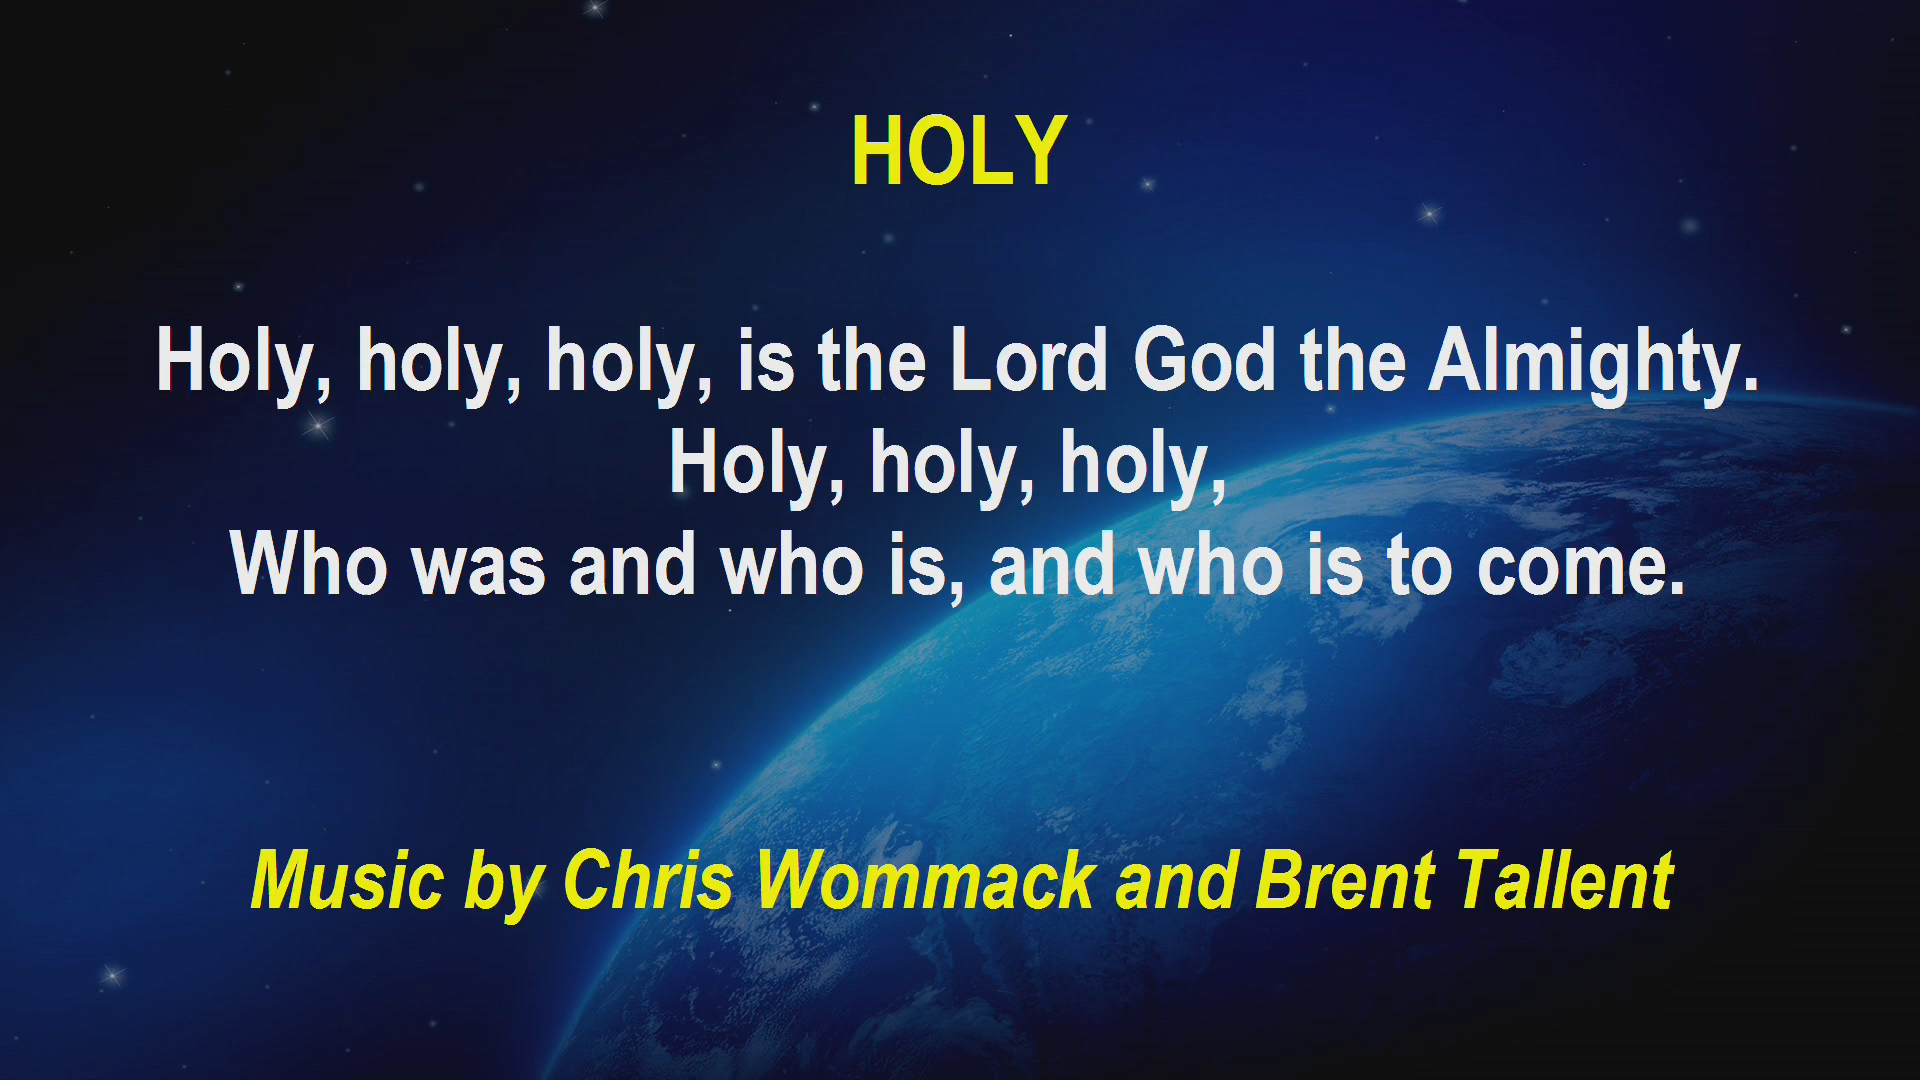 HOLY
Holy, holy, holy, is the Lord God the Almighty.
Holy, holy, holy,
Who was and who is, and who is to come.
Music by Chris Wommack and Brent Tallent